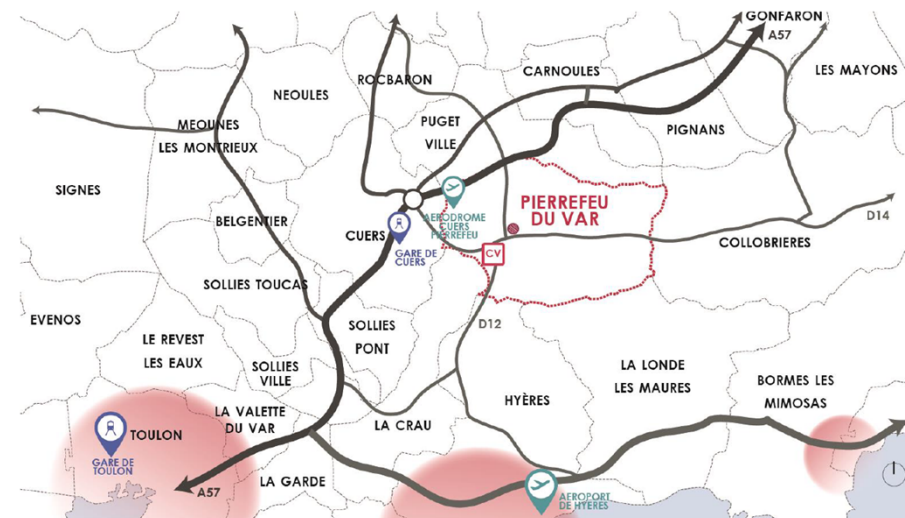 GONFARON
A57
LES MAYONS
ROCBARON
CARNOULES
NEOULES
PUGET
VILLE
PIGNANS
MEOUNES
LES MONTRIEUX
SIGNES
BELGENTIER
PIERREFEU
DU VAR
AERODROME
CUERS
PIERREFEU
CUERS
GARE DE
CUERS
CV
D14
COLLOBRIERES
SOLLIES TOUCAS
EVENOS
D12
SOLLIES
PONT
LE REVEST
LES EAUX
SOLLIES
VILLE
LA LONDE
LES MAURES
BORMES LES
MIMOSAS
HYÈRES
LA VALETTE
DU VAR
LA CRAU
TOULON
GARE DE
TOULON
LA GARDE
A57
AEROPORT
DE HYERES